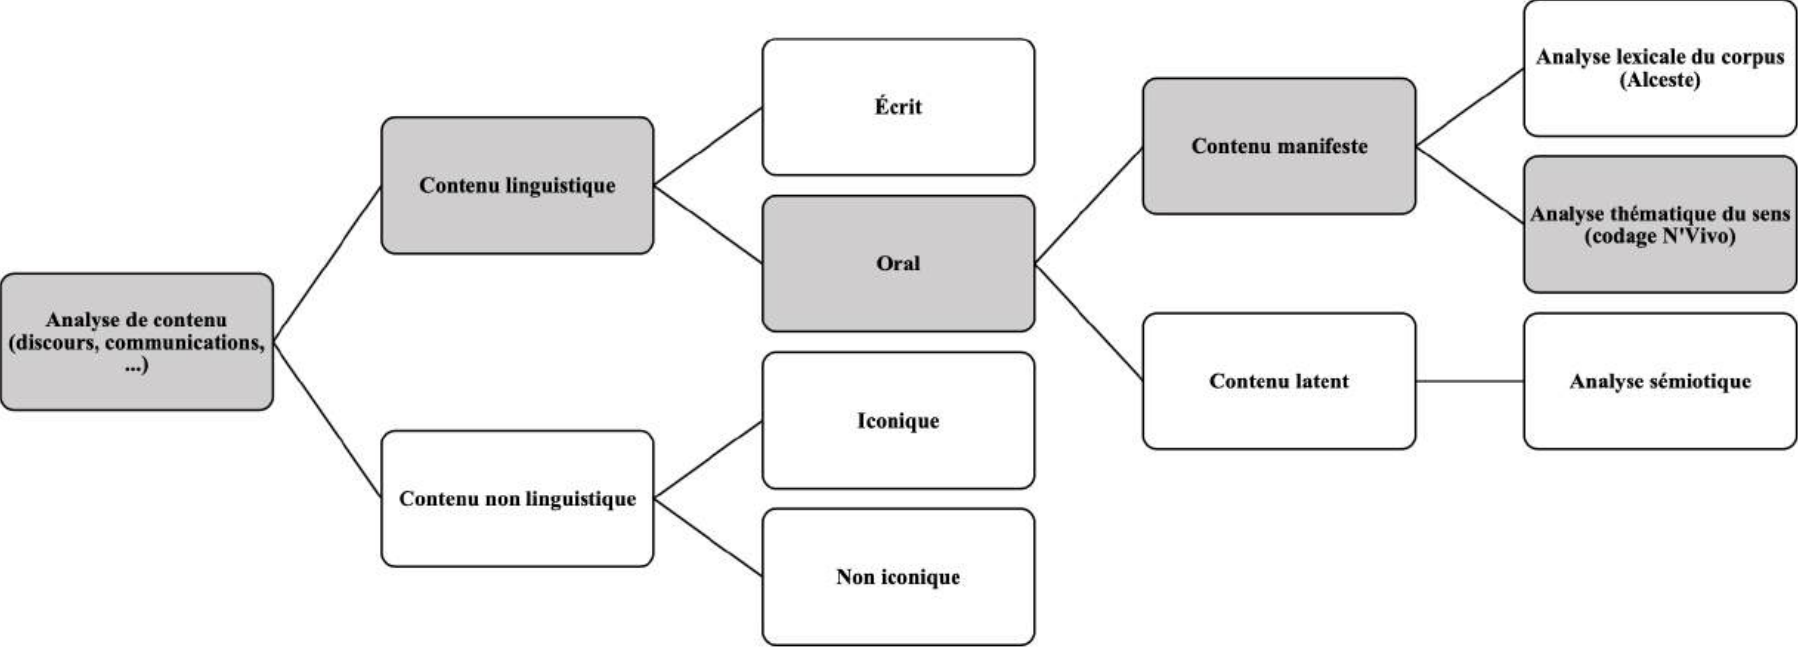 Analyse de contenu
(discours, communications,
...)
Contenu linguistique
Contenu non linguistique
Écrit
Oral
Iconique
Non iconique
Contenu manifeste
Contenu latent
Analyse lexicale du corpus
(Alceste)
Analyse thématique du sens
(codage N'Vivo)
Analyse sémiotique